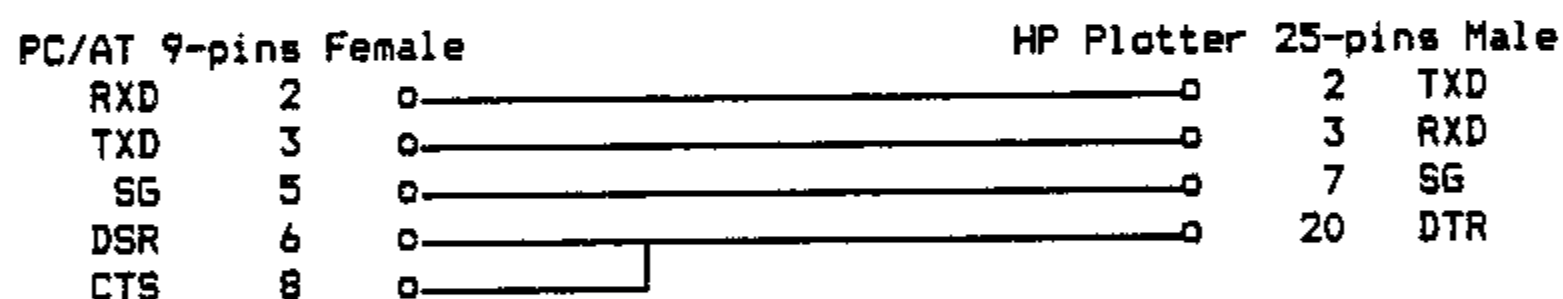 PC/AT 9-pins Female HP Plotter 25-pins Male
RXD 2 2 TXD
TXD 3 3 RXD
SG 5 7 SG
DSR 6 20 DTR
CTS 8